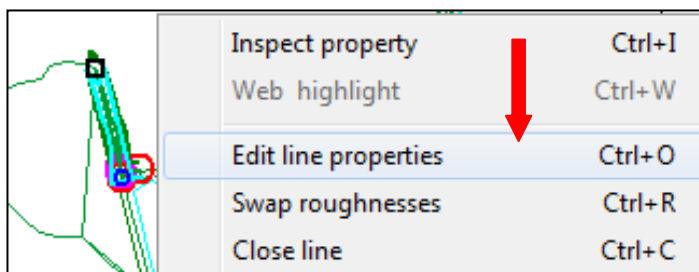 Inspect property Ctrl+I
Web highlight Ctrl+W
Edit line properties Ctrl+O
Swap roughnesses Ctrl+R
Close line Ctrl+C